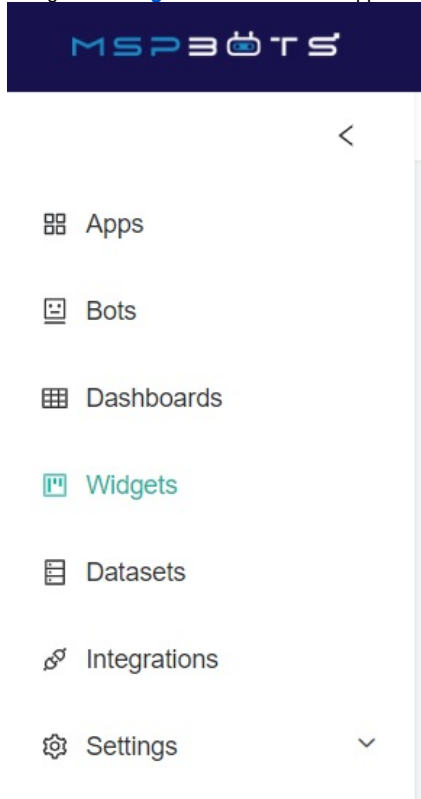 MSPBOTS
Apps
Bots
Dashboards
Widgets
Datasets
Integrations
Settings